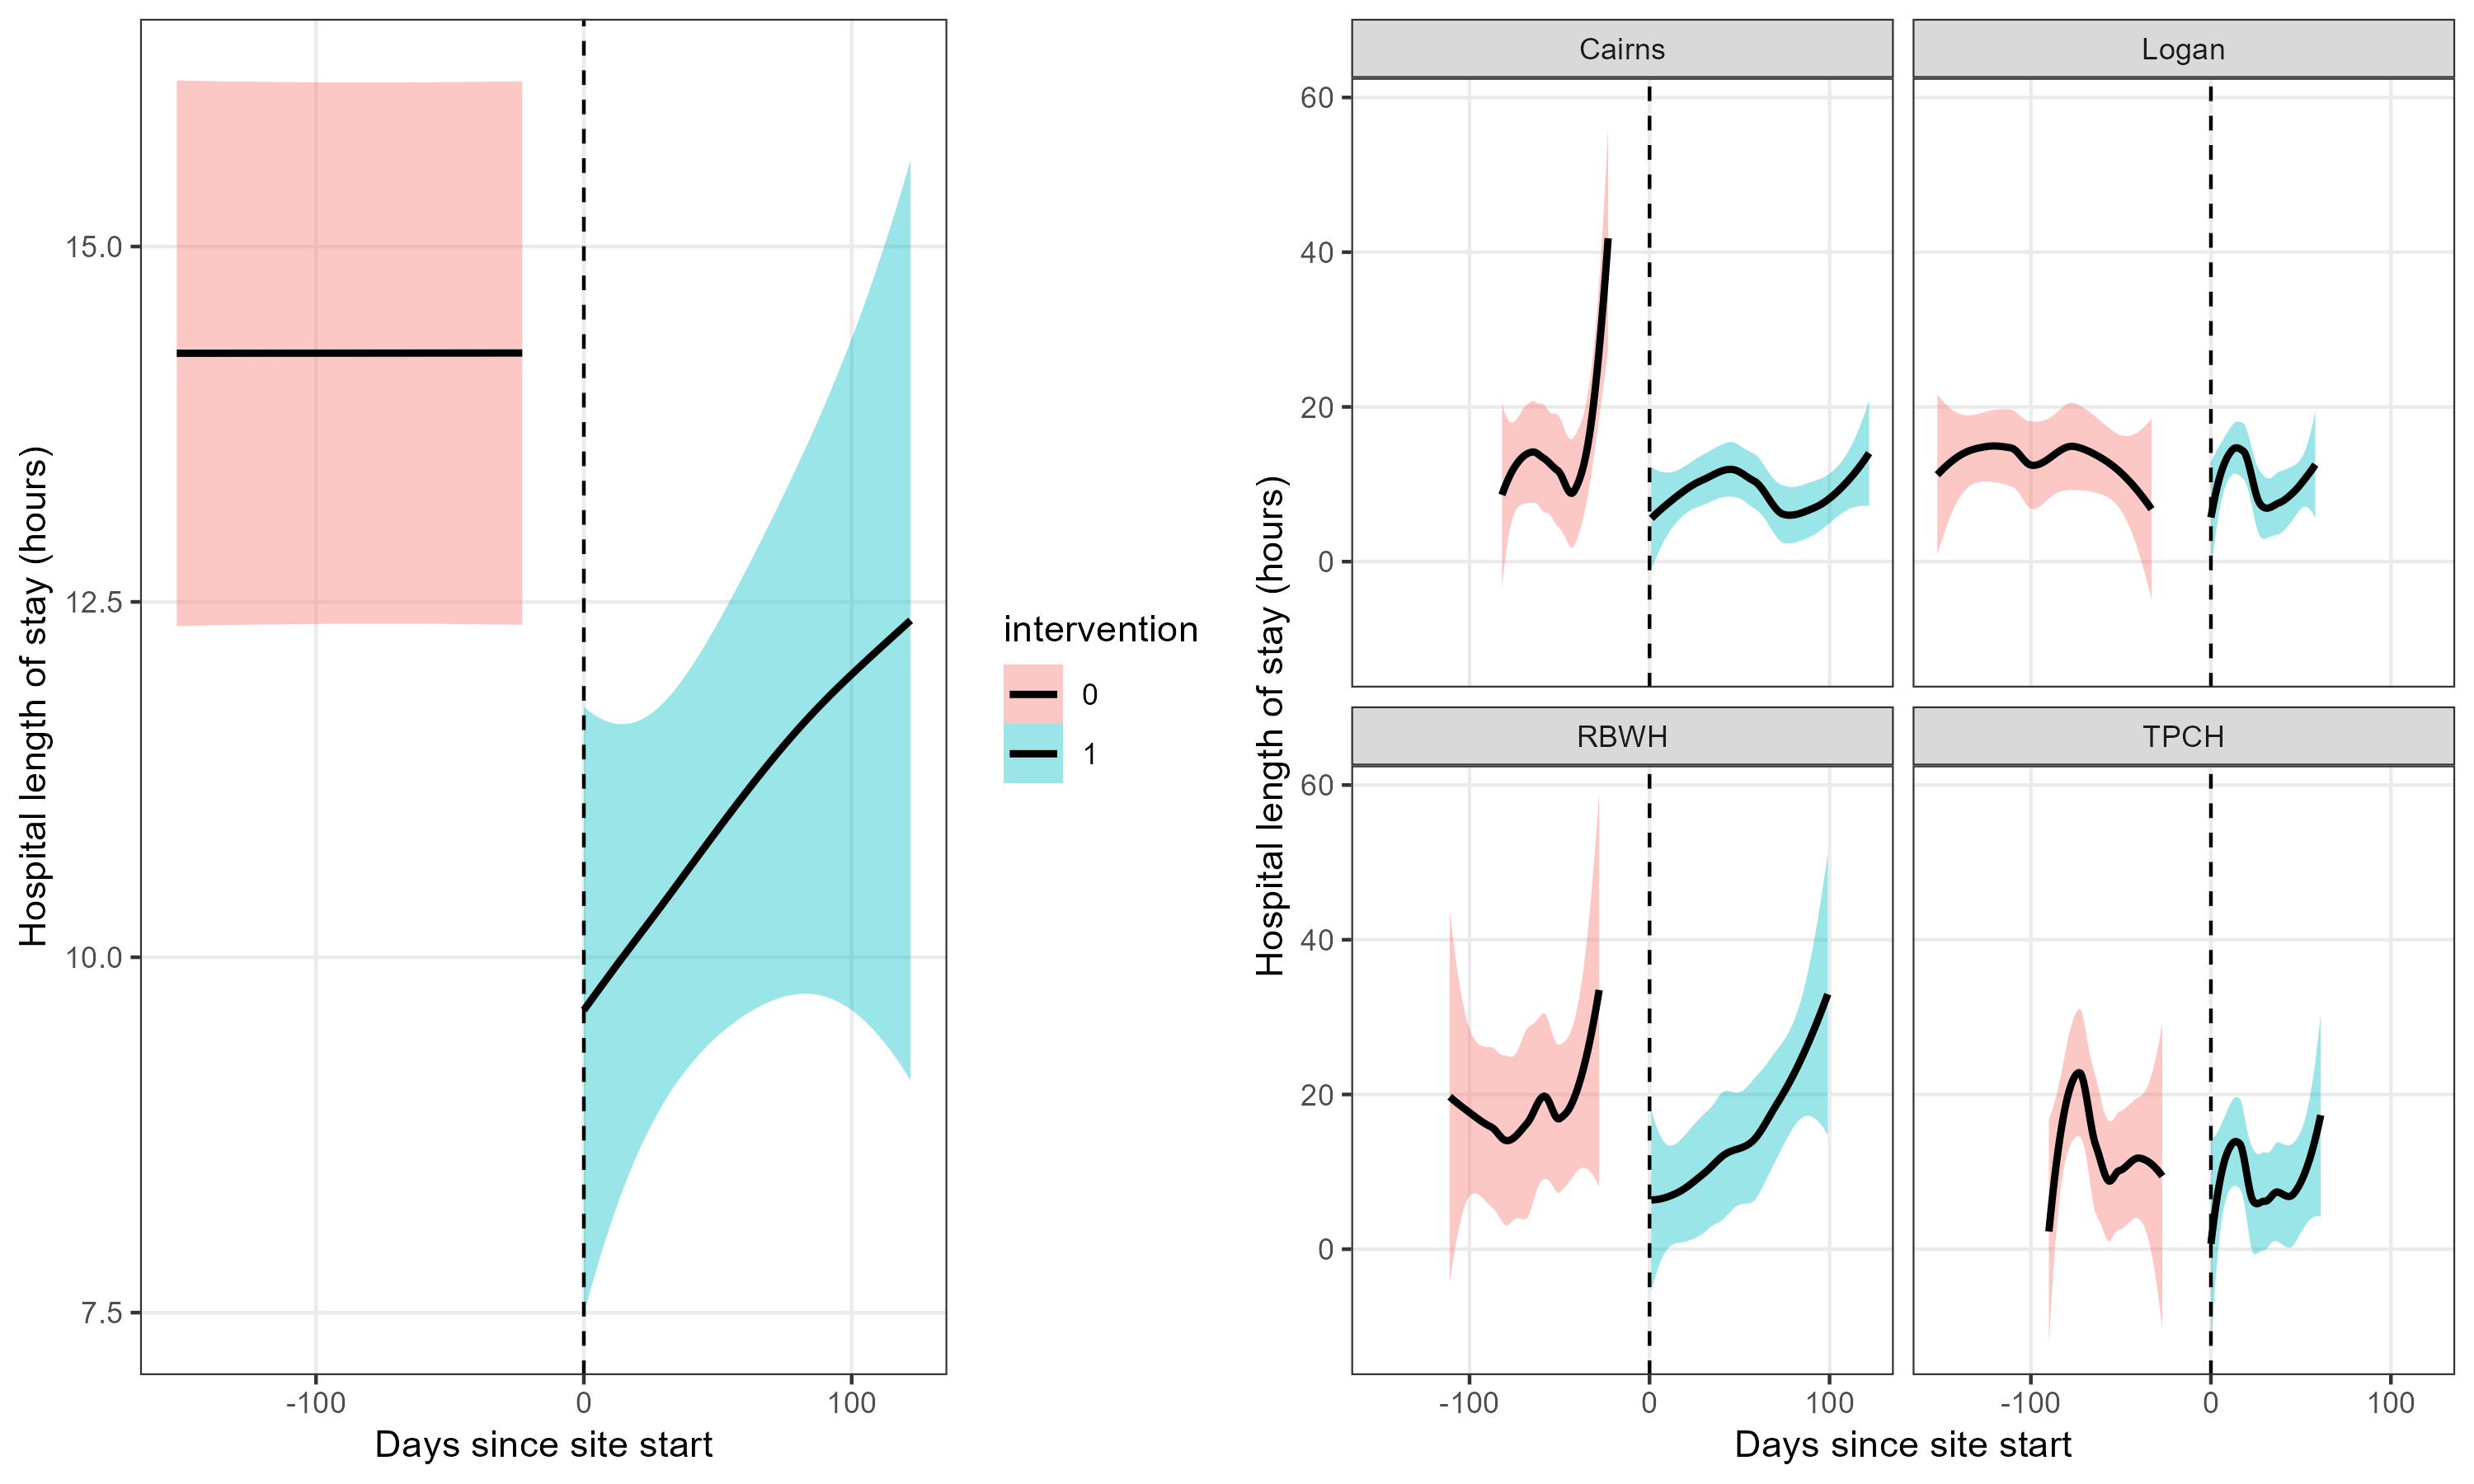 Hospital length of stay (hours)
15.0
12.5
10.0
7.5
-100
0
100
Days since site start
intervention
0
1
Hospital length of stay (hours)
Cairns
Logan
60
40
20
0
RBWH
TPCH
60
40
20
0
-100
0
100
-100
0
100
Days since site start